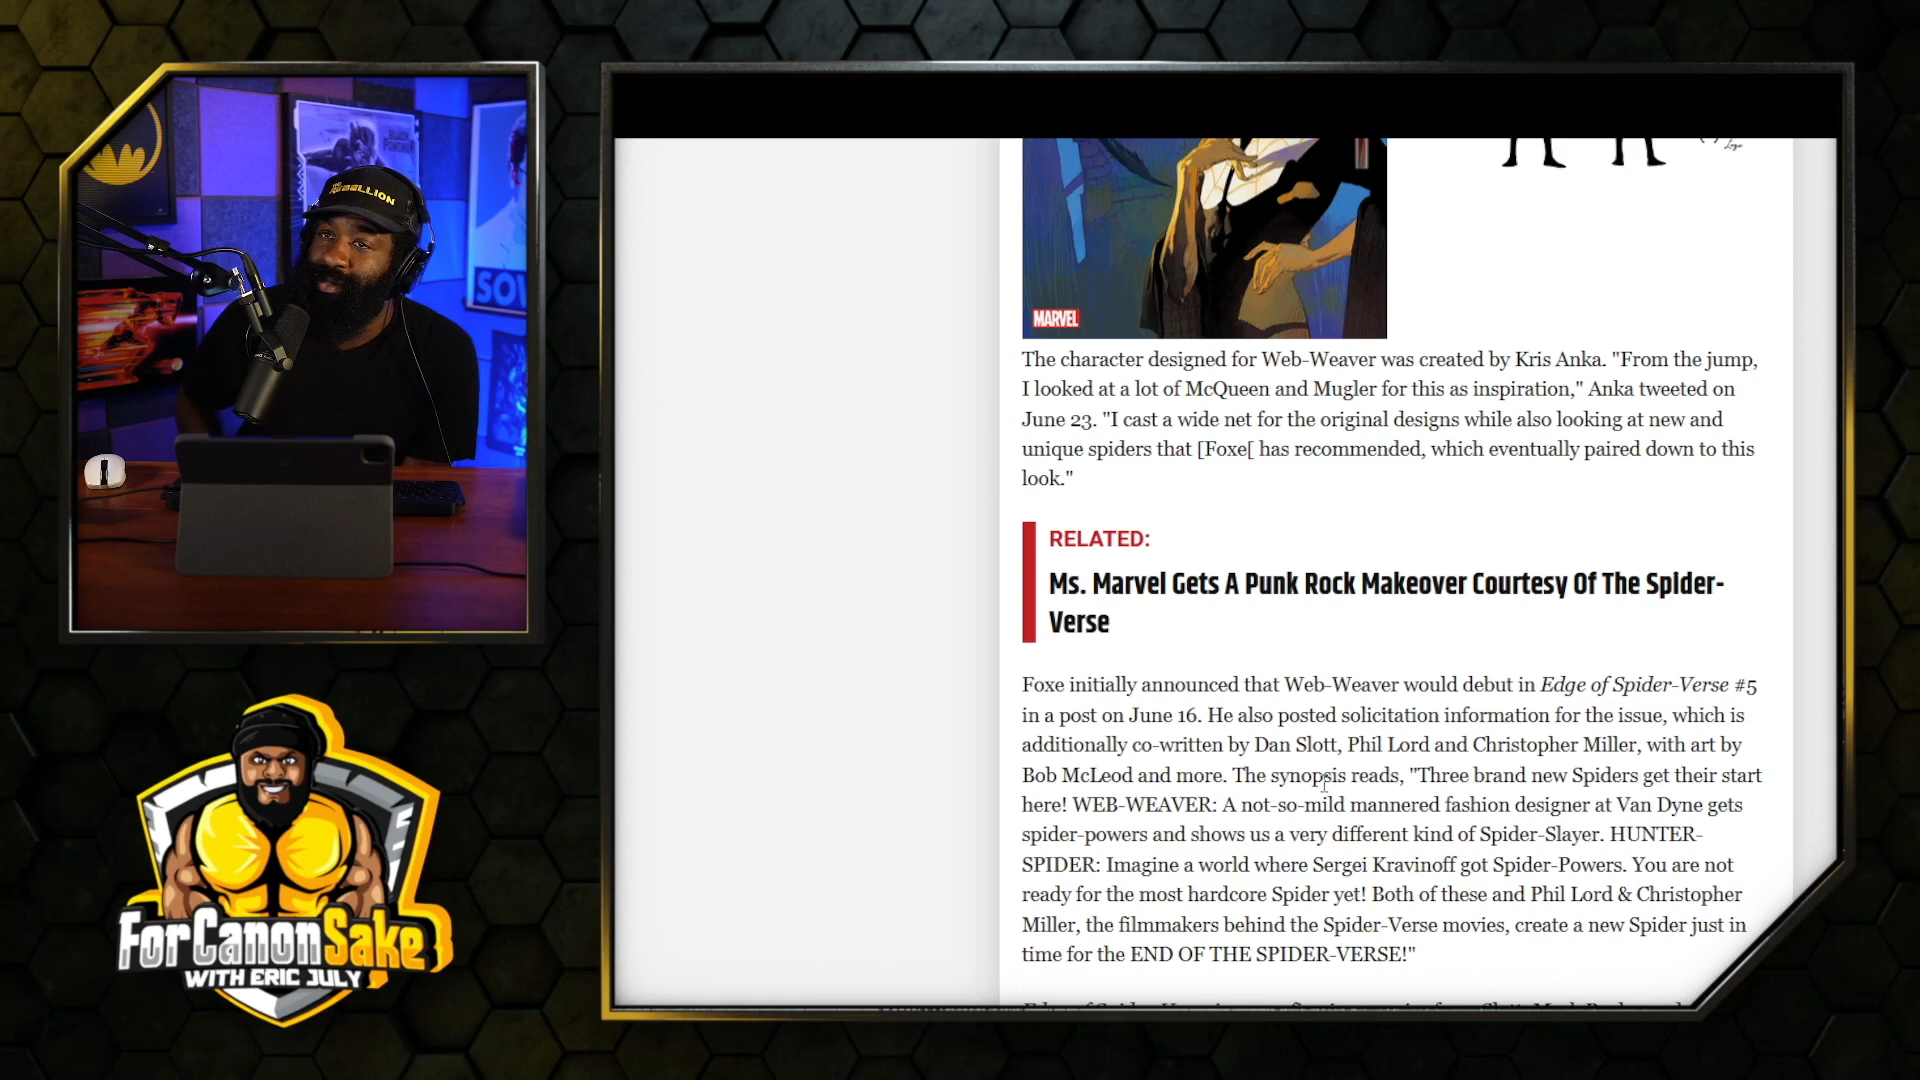 BLACK
PANTHER
THE
REBELLION
SOV
MARVEL
The character designed for Web-Weaver was created by Kris Anka. "From the jump,
I looked at a lot of McQueen and Mugler for this as inspiration," Anka tweeted on
June 23. "I cast a wide net for the original designs while also looking at new and
unique spiders that [Foxe[ has recommended, which eventually paired down to this
look."
RELATED:
Ms. Marvel Gets A Punk Rock Makeover Courtesy Of The Spider-
Verse
Foxe initially announced that Web-Weaver would debut in Edge of Spider-Verse #5
in a post on June 16. He also posted solicitation information for the issue, which is
additionally co-written by Dan Slott, Phil Lord and Christopher Miller, with art by
Bob McLeod and more. The synopsis reads, "Three brand new Spiders get their start
here! WEB-WEAVER: A not-so-mild mannered fashion designer at Van Dyne gets
spider-powers and shows us a very different kind of Spider-Slayer. HUNTER-
SPIDER: Imagine a world where Sergei Kravinoff got Spider-Powers. You are not
ready for the most hardcore Spider yet! Both of these and Phil Lord & Christopher
Miller, the filmmakers behind the Spider-Verse movies, create a new Spider just in
time for the END OF THE SPIDER-VERSE!"
ForCanonSake
WITH ERIC JULY